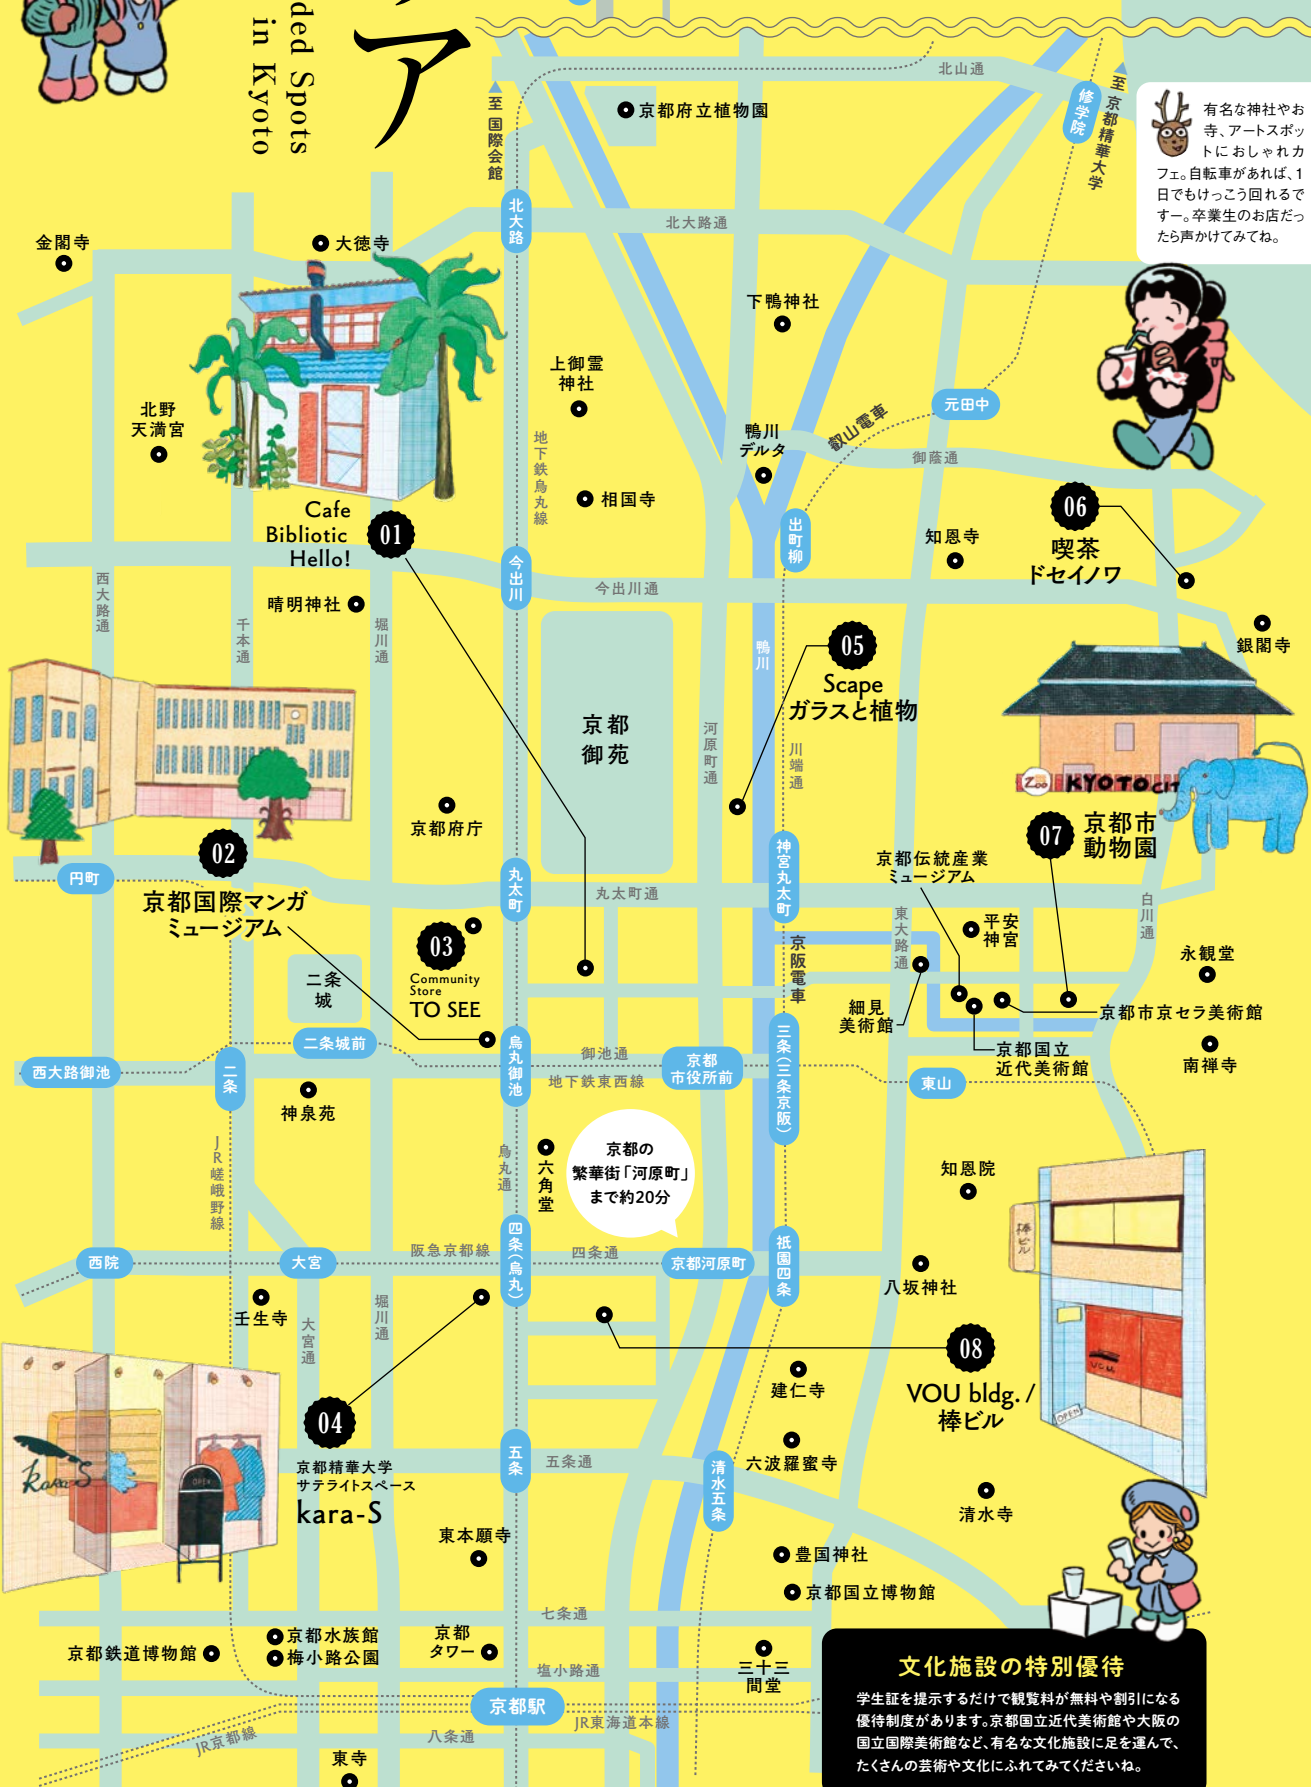 ア
ded Spots
in Kyoto
北山通
至 国際会館
京都府立植物園
修学院
至 京都精華大学
有名な神社やお
寺、アートスポッ
トにおしゃれカ
フェ。自転車があれば、1
日でもけっこう回れるで
すー。卒業生のお店だっ
たら声かけてみてね。
北大路
北大路通
金閣寺
大徳寺
下鴨神社
上御霊
神社
北野
天満宮
元田中
叡山電車
鴨川
デルタ
御蔭通
地下鉄烏丸線
相国寺
Cafe
Bibliotic
Hello!
01
出町柳
知恩寺
06
喫茶
ドセイノワ
今出川
今出川通
西大路通
晴明神社
千本通
堀川通
銀閣寺
鴨川
05
Scape
ガラスと植物
京都
御苑
河原町通
川端通
Zoo
KYOTO CIT
京都府庁
02
京都国際マンガ
ミュージアム
07
京都市
動物園
円町
丸太町
丸太町通
神宮丸太町
京都伝統産業
ミュージアム
東大路通
白川通
平安
神宮
永観堂
03
Community
Store
TO SEE
二条
城
京阪電車
細見
美術館
京都市京セラ美術館
京都国立
近代美術館
南禅寺
二条城前
西大路御池
二条
烏丸御池
御池通
地下鉄東西線
京都
市役所前
三条(三条京阪)
東山
神泉苑
JR嵯峨野線
烏丸通
六角堂
京都の
繁華街「河原町」
まで約20分
知恩院
棒ビル
西院
大宮
阪急京都線
四条(烏丸)
四条通
京都河原町
祇園四条
八坂神社
壬生寺
大宮通
堀川通
08
VOU bldg. /
棒ビル
VOU
OPEN
建仁寺
04
京都精華大学
サテライトスペース
kara-S
kara-S
OPEN
五条
五条通
清水五条
六波羅蜜寺
清水寺
東本願寺
豊国神社
京都国立博物館
七条通
京都鉄道博物館
京都水族館
梅小路公園
京都
タワー
三十三
間堂
塩小路通
京都駅
JR東海道本線
JR京都線
八条通
東寺
文化施設の特別優待
学生証を提示するだけで観覧料が無料や割引になる
優待制度があります。京都国立近代美術館や大阪の
国立国際美術館など、有名な文化施設に足を運んで、
たくさんの芸術や文化にふれてみてくださいね。